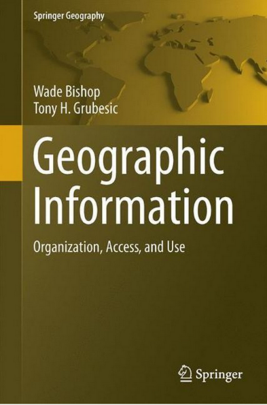 Springer Geography
Wade Bishop
Tony H. Grubesic
Geographic
Information
Organization, Access, and Use
Springer